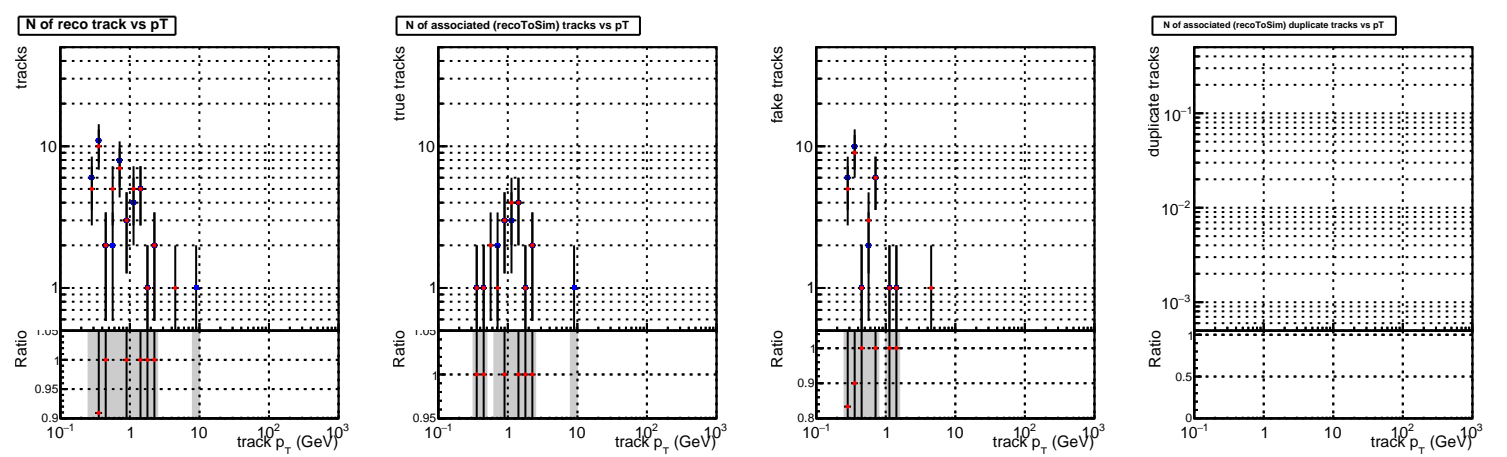 N of reco track vs pT
tracks
10
1
Ratio
1.05
1
0.95
0.9
10⁻¹ 1 10 10² 10³
track p_T (GeV)
N of associated (recoToSim) tracks vs pT
true tracks
10
1
Ratio
1.05
1
0.95
10⁻¹ 1 10 10² 10³
track p_T (GeV)
fake tracks
10
1
Ratio
1
0.9
0.8
10⁻¹ 1 10 10² 10³
track p_T (GeV)
N of associated (recoToSim) duplicate tracks vs pT
duplicate tracks
10⁻¹
10⁻²
10⁻³
Ratio
1
0.5
0
10⁻¹ 1 10 10² 10³
track p_T (GeV)